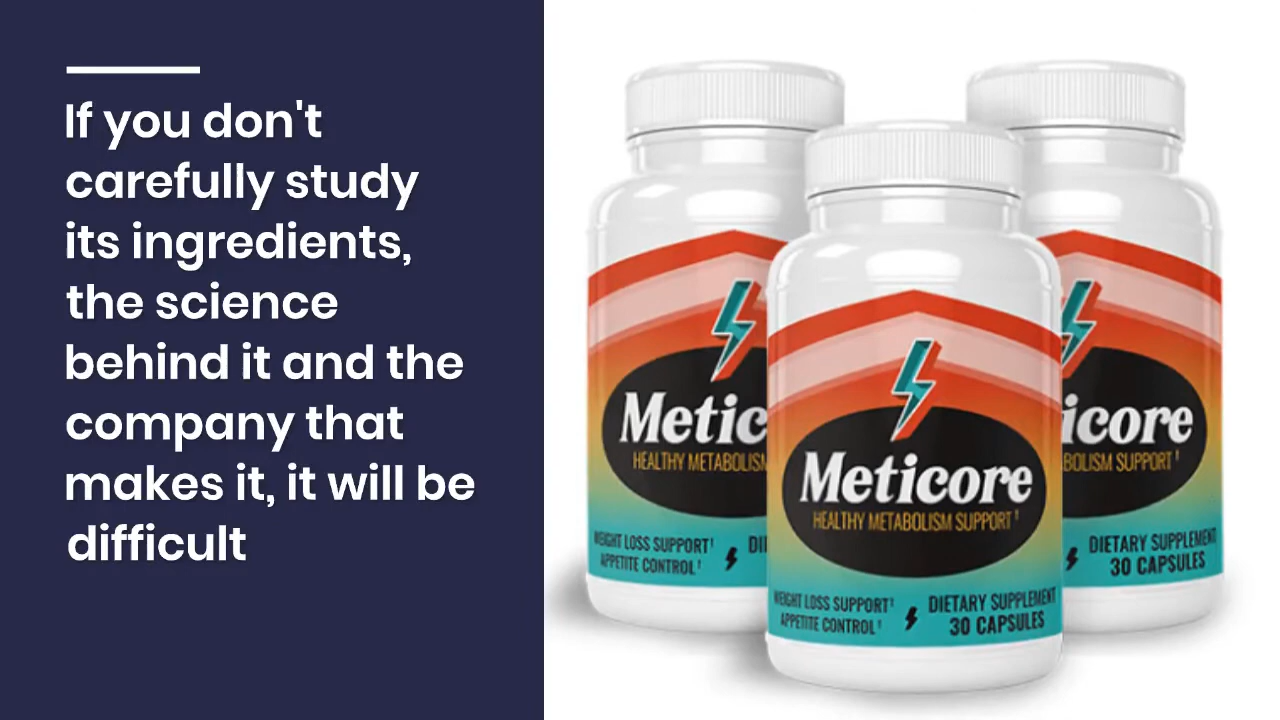 If you don't
carefully study
its ingredients,
the science
behind it and the
company that
makes it, it will be
difficult
Metic
HEALTHY METABOLISM
WEIGHT LOSS SUPPORT†
APPETITE CONTROL†
Meticore
HEALTHY METABOLISM SUPPORT†
WEIGHT LOSS SUPPORT†
APPETITE CONTROL†
DIETARY SUPPLEMENT
30 CAPSULES
icore
BOLISM SUPPORT†
DIETARY SUPPLEMENT
30 CAPSULES